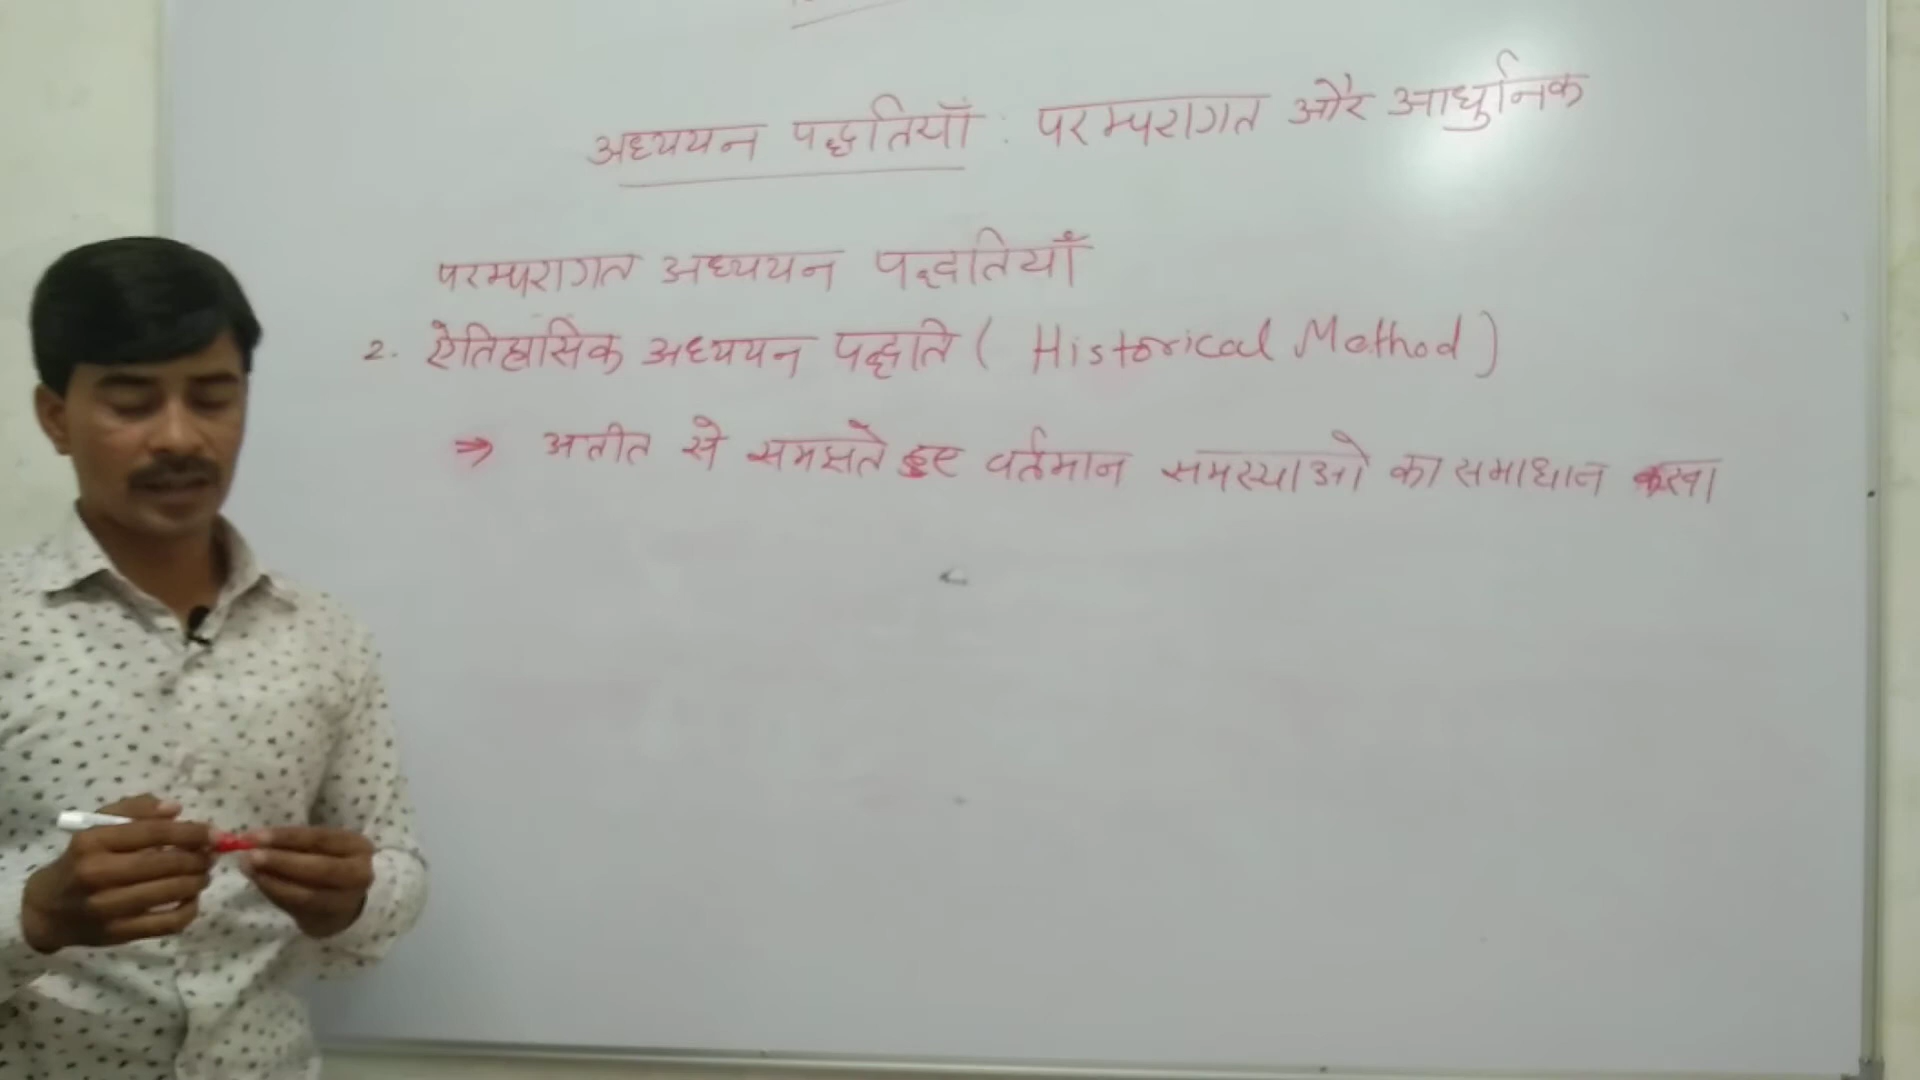 अध्ययन पद्धतियाँ : परम्परागत और आधुनिक
परम्परागत अध्ययन पद्धतियाँ
2. ऐतिहासिक अध्ययन पद्धति ( Historical Method )
⇒ अतीत से समझते हुए वर्तमान समस्याओ का समाधान करना